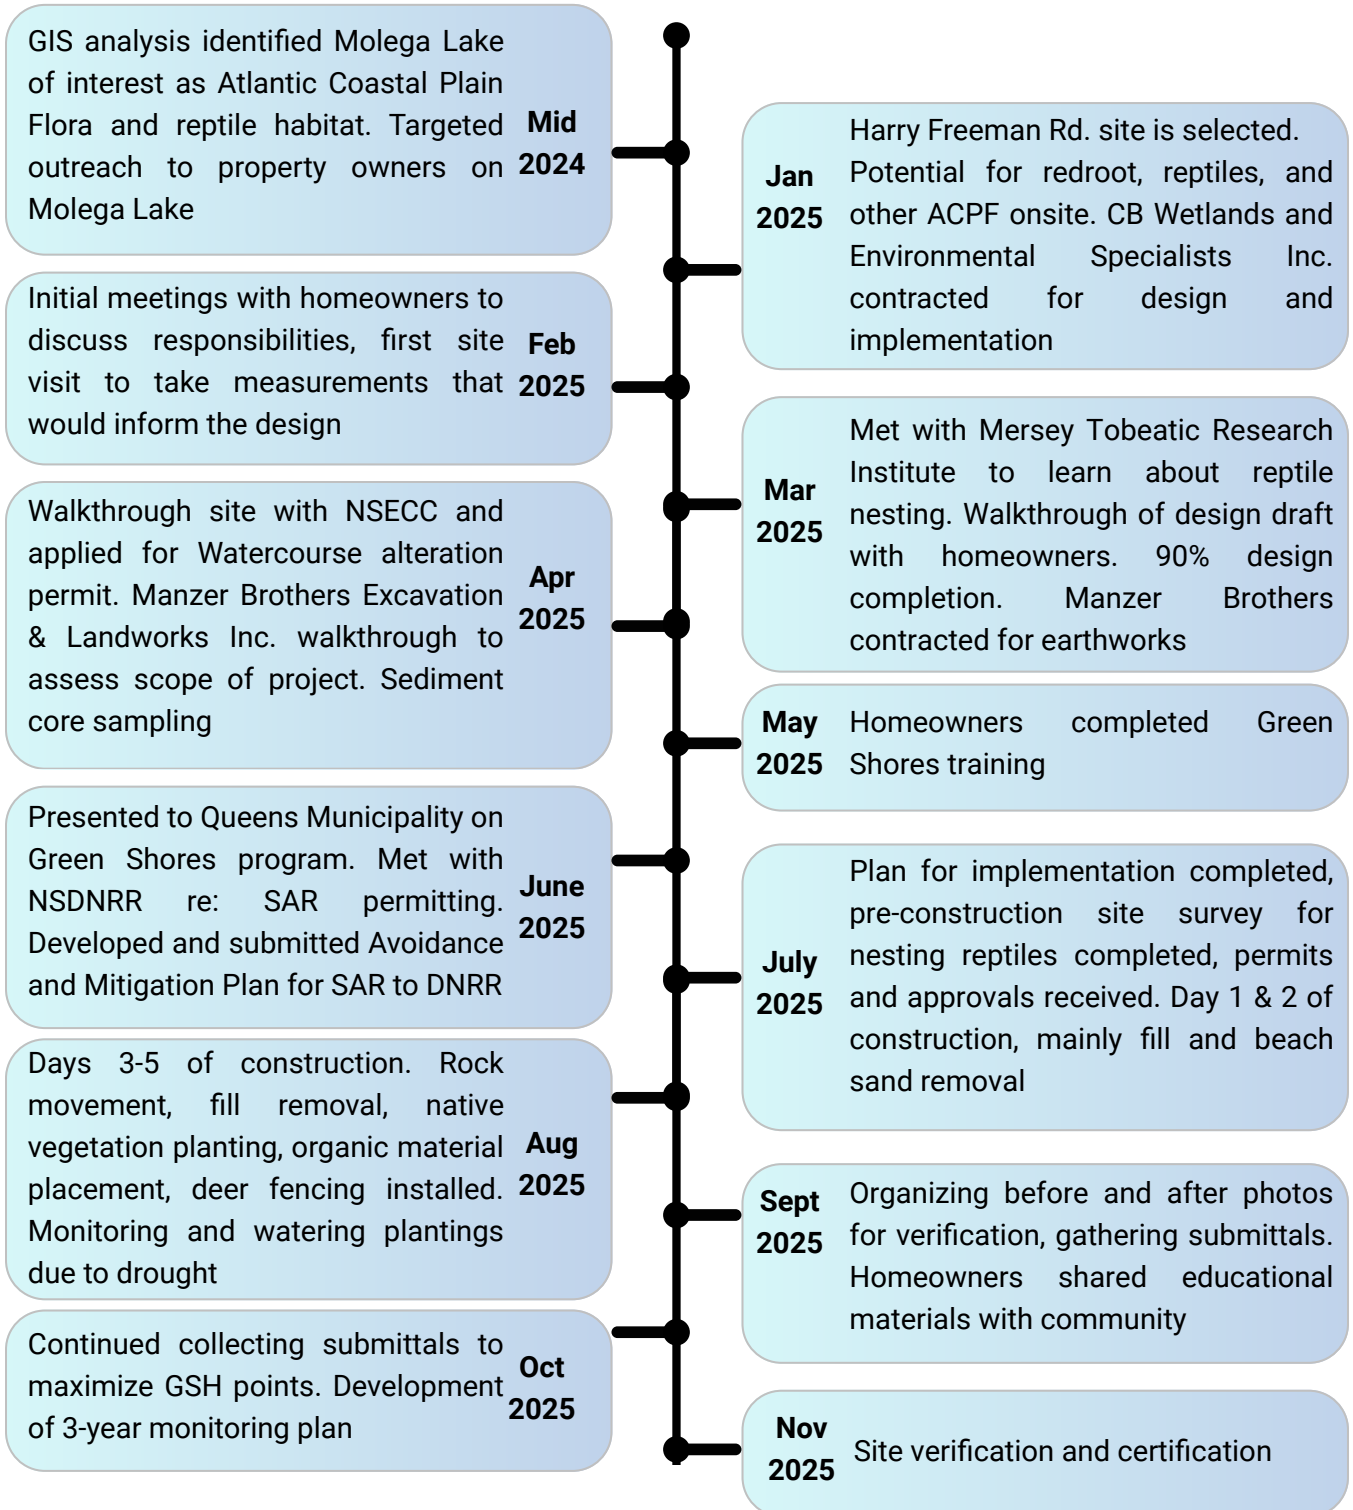 GIS analysis identified Molega Lake
of interest as Atlantic Coastal Plain
Flora and reptile habitat. Targeted
outreach to property owners on
Molega Lake
Mid
2024
Jan
2025
Harry Freeman Rd. site is selected.
Potential for redroot, reptiles, and
other ACPF onsite. CB Wetlands and
Environmental Specialists Inc.
contracted for design and
implementation
Initial meetings with homeowners to
discuss responsibilities, first site
visit to take measurements that
would inform the design
Feb
2025
Mar
2025
Met with Mersey Tobeatic Research
Institute to learn about reptile
nesting. Walkthrough of design draft
with homeowners. 90% design
completion. Manzer Brothers
contracted for earthworks
Walkthrough site with NSECC and
applied for Watercourse alteration
permit. Manzer Brothers Excavation
& Landworks Inc. walkthrough to
assess scope of project. Sediment
core sampling
Apr
2025
May
2025
Homeowners completed Green
Shores training
Presented to Queens Municipality on
Green Shores program. Met with
NSDNRR re: SAR permitting.
Developed and submitted Avoidance
and Mitigation Plan for SAR to DNRR
June
2025
July
2025
Plan for implementation completed,
pre-construction site survey for
nesting reptiles completed, permits
and approvals received. Day 1 & 2 of
construction, mainly fill and beach
sand removal
Days 3-5 of construction. Rock
movement, fill removal, native
vegetation planting, organic material
placement, deer fencing installed.
Monitoring and watering plantings
due to drought
Aug
2025
Sept
2025
Organizing before and after photos
for verification, gathering submittals.
Homeowners shared educational
materials with community
Continued collecting submittals to
maximize GSH points. Development
of 3-year monitoring plan
Oct
2025
Nov
2025
Site verification and certification